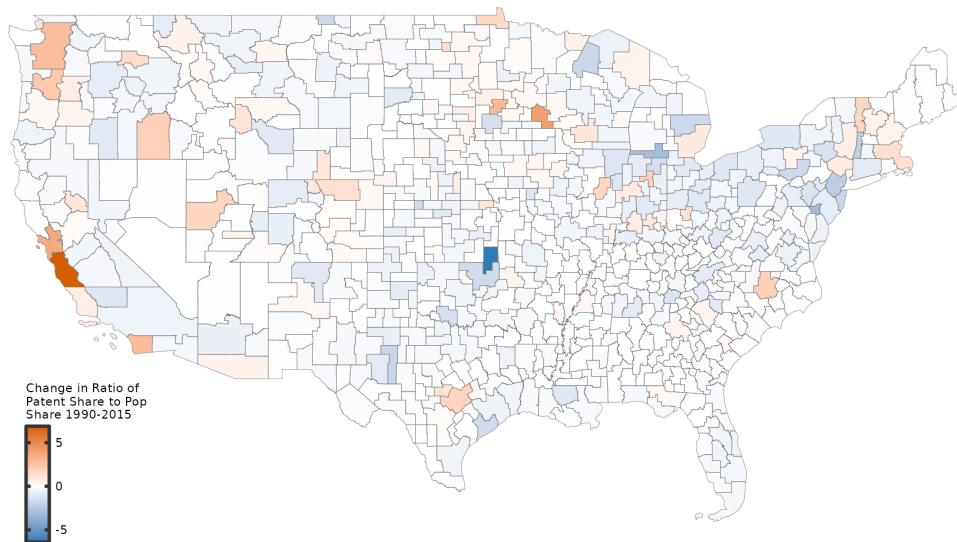 Change in Ratio of
Patent Share to Pop
Share 1990-2015
5
0
-5